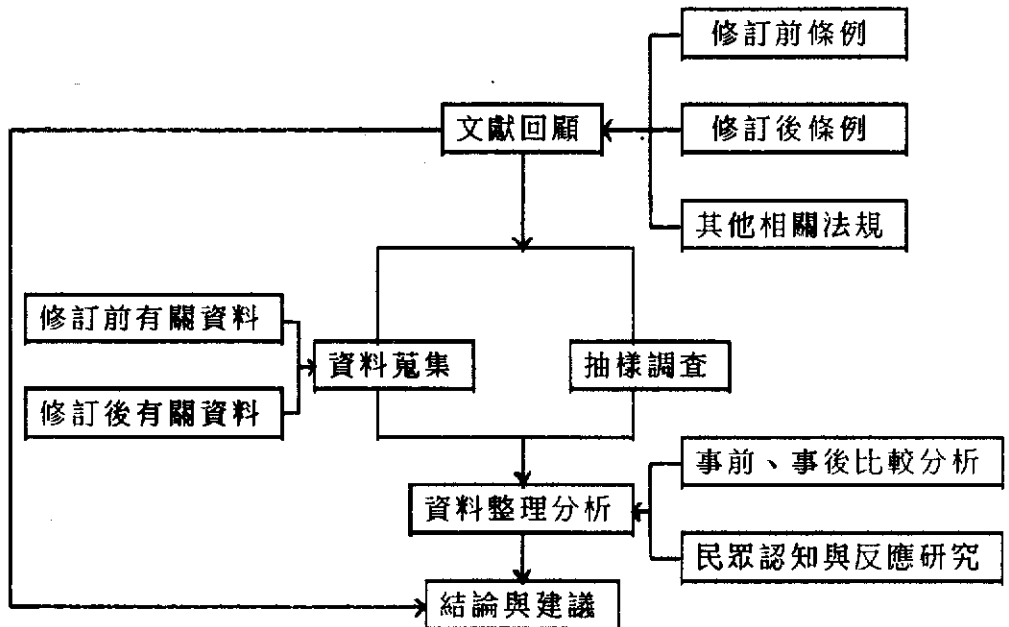 修訂前條例
文獻回顧
修訂後條例
其他相關法規
修訂前有關資料
資料蒐集
抽樣調查
修訂後有關資料
事前、事後比較分析
資料整理分析
民眾認知與反應研究
結論與建議